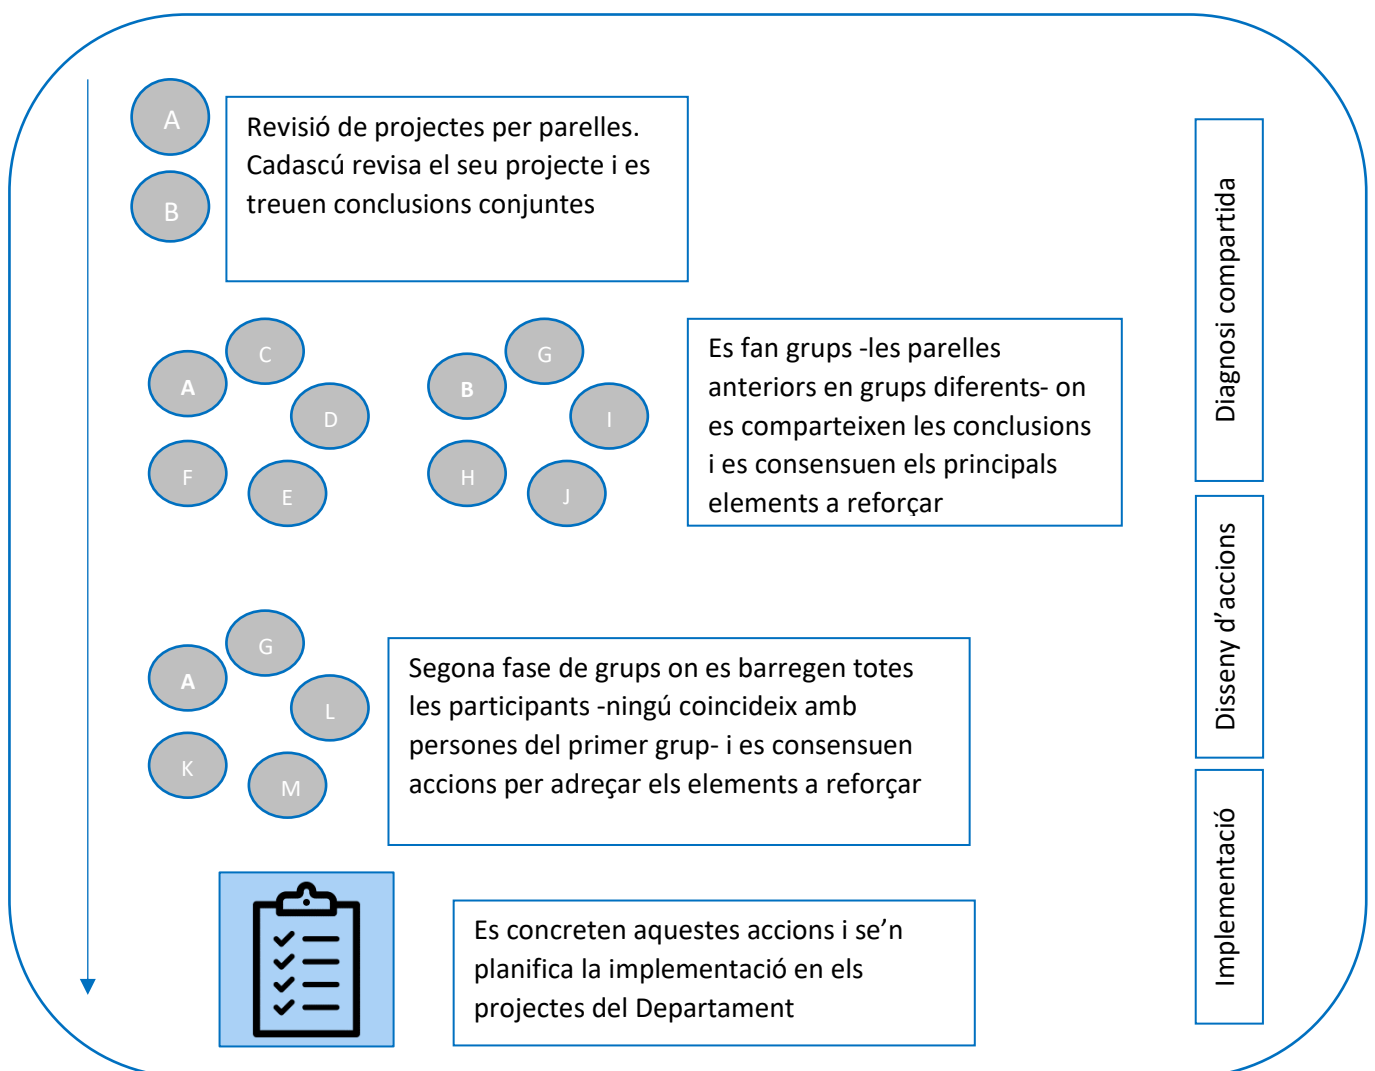 A
B
Revisió de projectes per parelles.
Cadascú revisa el seu projecte i es
treuen conclusions conjuntes
Diagnosi compartida
C
A
D
F
E
G
B
I
H
J
Es fan grups -les parelles
anteriors en grups diferents- on
es comparteixen les conclusions
i es consensuen els principals
elements a reforçar
Disseny d’accions
G
A
L
K
M
Segona fase de grups on es barregen totes
les participants -ningú coincideix amb
persones del primer grup- i es consensuen
accions per adreçar els elements a reforçar
Implementació
Es concreten aquestes accions i se’n
planifica la implementació en els
projectes del Departament